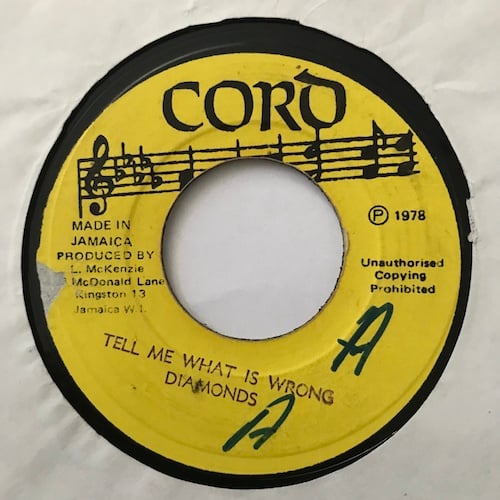 CORD
MADE IN
JAMAICA
PRODUCED BY
L. McKenzie
McDonald Lane
Kingston 13
Jamaica W.I.
Ⓟ 1978
Unauthorised
Copying
Prohibited
TELL ME WHAT IS WRONG
DIAMONDS
A
A